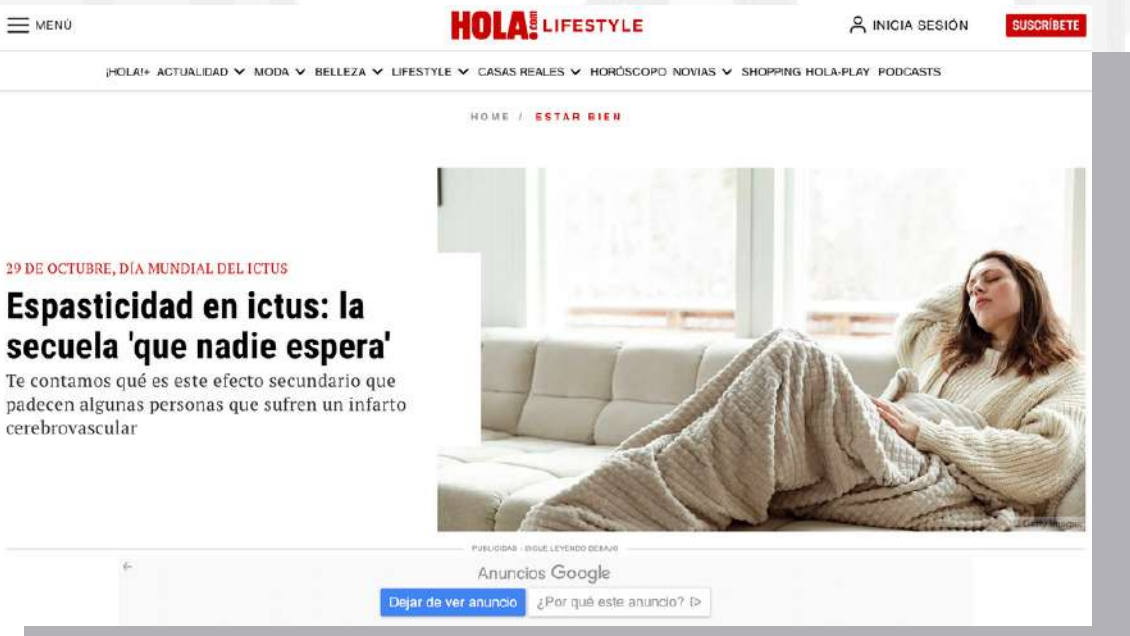 MENÚ
HOLA!.com LIFESTYLE
INICIA SESIÓN
SUSCRÍBETE
¡HOLA!+ ACTUALIDAD MODA BELLEZA LIFESTYLE CASAS REALES HORÓSCOPO NOVIAS SHOPPING HOLA-PLAY PODCASTS
HOME / ESTAR BIEN
29 DE OCTUBRE, DÍA MUNDIAL DEL ICTUS
Espasticidad en ictus: la
secuela 'que nadie espera'
Te contamos qué es este efecto secundario que
padecen algunas personas que sufren un infarto
cerebrovascular
Getty Images
PUBLICIDAD - SIGUE LEYENDO DEBAJO
Anuncios Google
Dejar de ver anuncio
¿Por qué este anuncio?